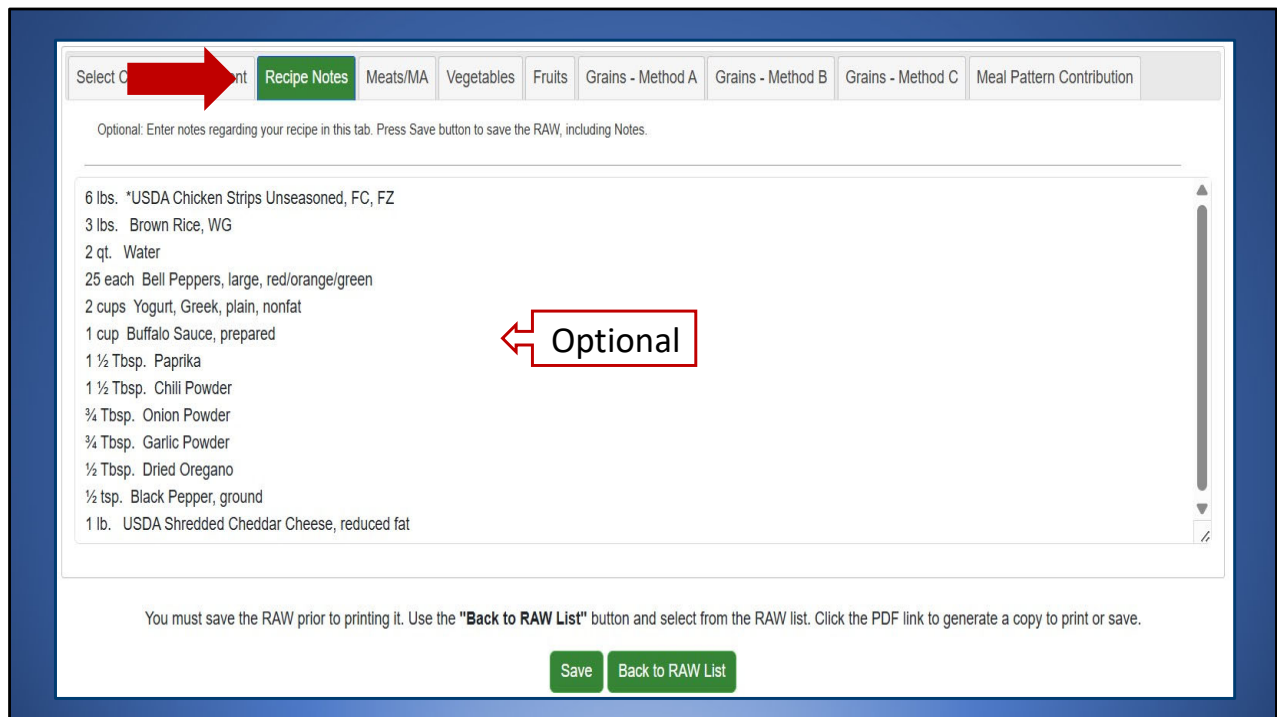 Select C nt Recipe Notes Meats/MA Vegetables Fruits Grains - Method A Grains - Method B Grains - Method C Meal Pattern Contribution
Optional: Enter notes regarding your recipe in this tab. Press Save button to save the RAW, including Notes.
6 lbs. *USDA Chicken Strips Unseasoned, FC, FZ
3 lbs. Brown Rice, WG
2 qt. Water
25 each Bell Peppers, large, red/orange/green
2 cups Yogurt, Greek, plain, nonfat
1 cup Buffalo Sauce, prepared
Optional
1 ½ Tbsp. Paprika
1 ½ Tbsp. Chili Powder
¾ Tbsp. Onion Powder
¾ Tbsp. Garlic Powder
½ Tbsp. Dried Oregano
½ tsp. Black Pepper, ground
1 lb. USDA Shredded Cheddar Cheese, reduced fat
You must save the RAW prior to printing it. Use the "Back to RAW List" button and select from the RAW list. Click the PDF link to generate a copy to print or save.
Save Back to RAW List